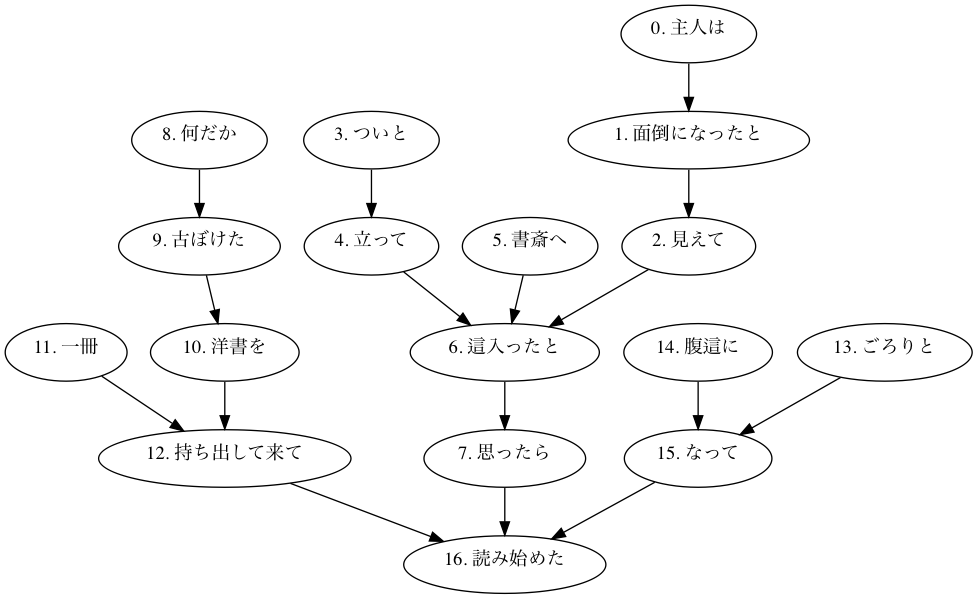 0. 主人は
8. 何だか
3. ついと
1. 面倒になったと
9. 古ぼけた
4. 立って
5. 書斎へ
2. 見えて
11. 一冊
10. 洋書を
6. 這入ったと
14. 腹這に
13. ごろりと
12. 持ち出して来て
7. 思ったら
15. なって
16. 読み始めた